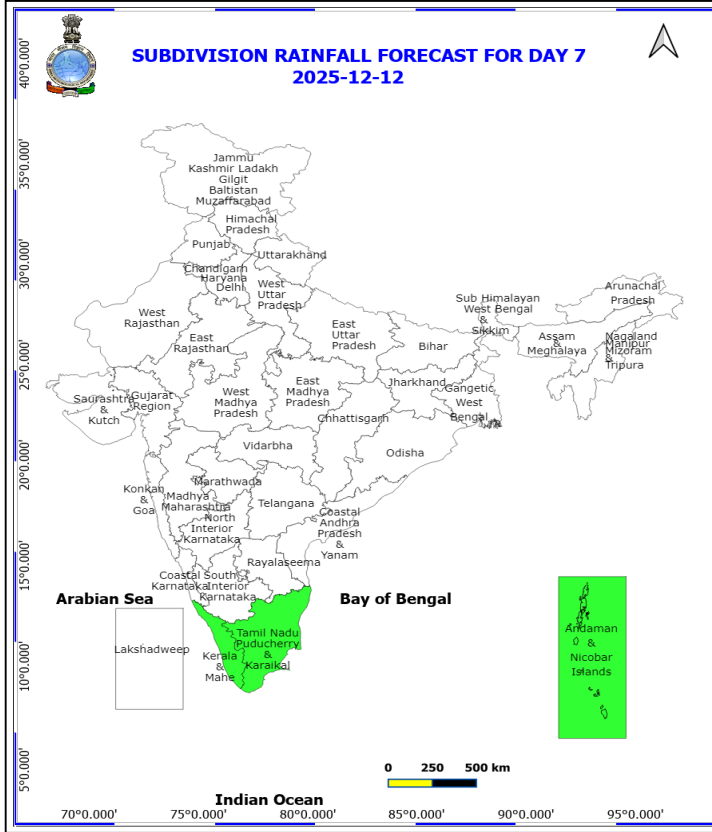 SUBDIVISION RAINFALL FORECAST FOR DAY 7
2025-12-12
40°0.000'
35°0.000'
30°0.000'
25°0.000'
20°0.000'
15°0.000'
10°0.000'
5°0.000'
Jammu
Kashmir Ladakh
Gilgit
Baltistan
Muzaffarabad
Himachal
Pradesh
Punjab
Uttarakhand
Chandigarh
Haryana
Delhi
West
Uttar
Pradesh
Arunachal
Pradesh
Sub Himalayan
West Bengal
&
Sikkim
West
Rajasthan
East
Rajasthan
East
Uttar
Pradesh
Bihar
Assam
&
Meghalaya
Nagaland
Manipur
Mizoram
&
Tripura
Saurashtra
&
Kutch
Gujarat
Region
West
Madhya
Pradesh
East
Madhya
Pradesh
Jharkhand
Gangetic
West
Bengal
Chhattisgarh
Vidarbha
Odisha
Konkan
&
Goa
Marathwada
Madhya
Maharashtra
North
Interior
Karnataka
Telangana
Coastal
Andhra
Pradesh
&
Yanam
Rayalaseema
Coastal
Karnataka
South
Interior
Karnataka
Arabian Sea
Bay of Bengal
Lakshadweep
Kerala
&
Mahe
Tamil Nadu
Puducherry
&
Karaikal
Andaman
&
Nicobar
Islands
0 250 500 km
Indian Ocean
70°0.000' 75°0.000' 80°0.000' 85°0.000' 90°0.000' 95°0.000'